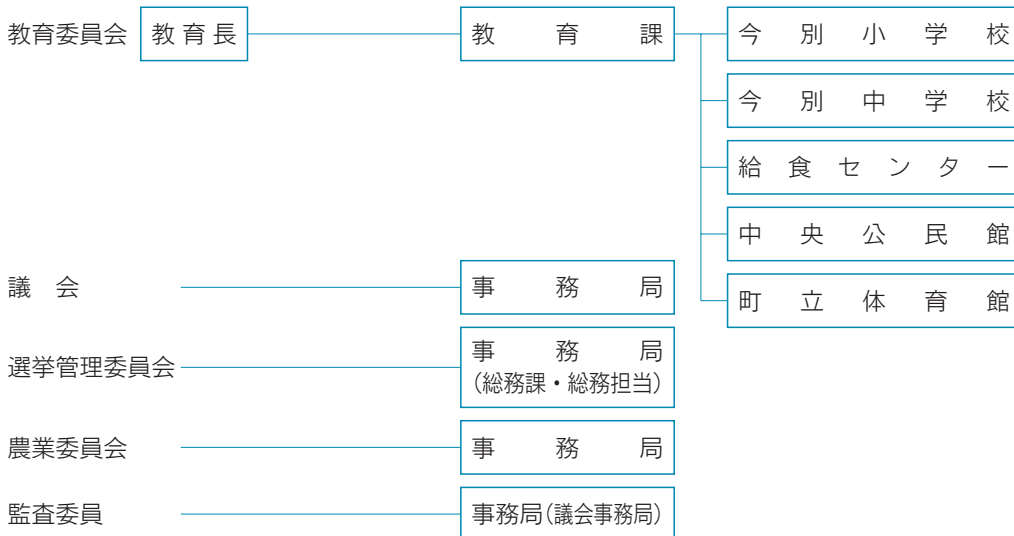 教育委員会 教育長 教育課 今別小学校
今別中学校
給食センター
中央公民館
議会 事務局
町立体育館
選挙管理委員会 事務局
(総務課・総務担当)
農業委員会 事務局
監査委員 事務局(議会事務局)